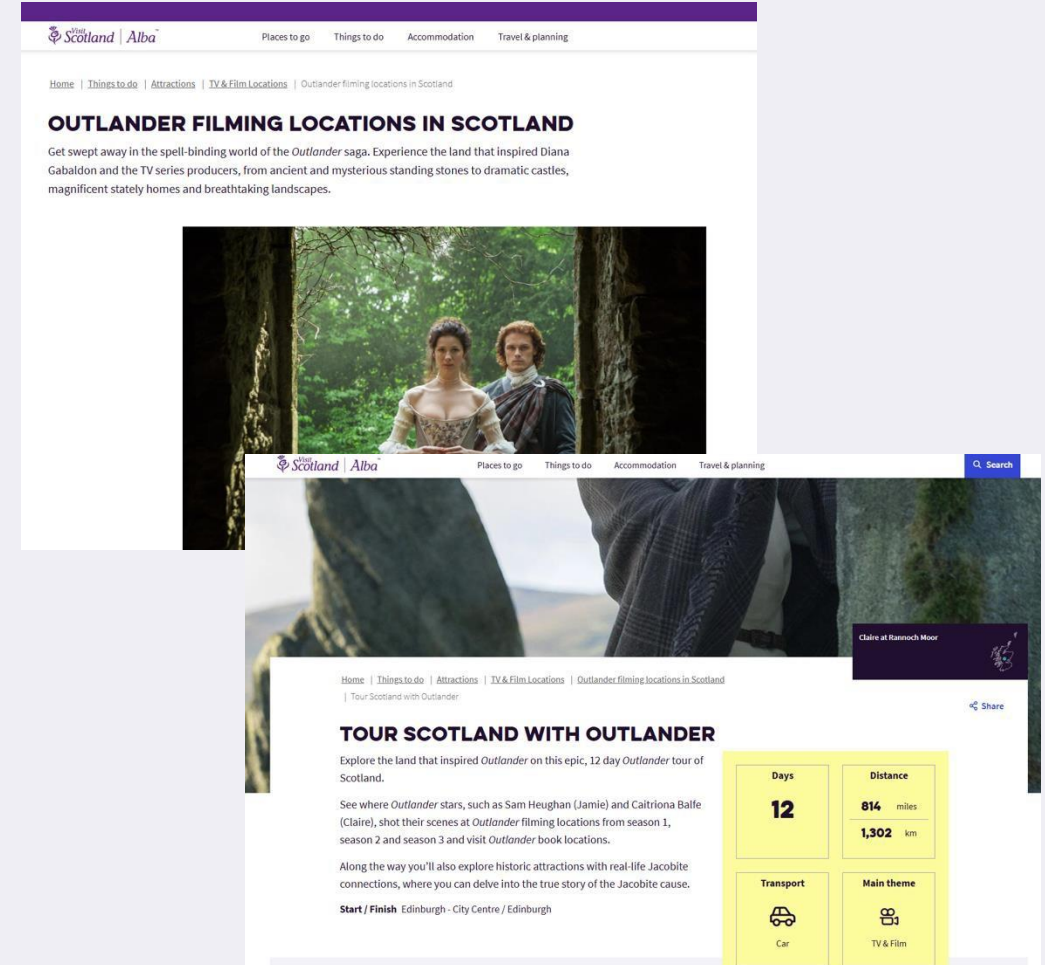 Visit
Scotland | Alba™
Places to go Things to do Accommodation Travel & planning
Home | Things to do | Attractions | TV & Film Locations | Outlander filming locations in Scotland
OUTLANDER FILMING LOCATIONS IN SCOTLAND
Get swept away in the spell-binding world of the Outlander saga. Experience the land that inspired Diana
Gabaldon and the TV series producers, from ancient and mysterious standing stones to dramatic castles,
magnificent stately homes and breathtaking landscapes.
Visit
Scotland | Alba™
Places to go Things to do Accommodation Travel & planning
Search
Claire at Rannoch Moor
Home | Things to do | Attractions | TV & Film Locations | Outlander filming locations in Scotland
| Tour Scotland with Outlander
Share
TOUR SCOTLAND WITH OUTLANDER
Explore the land that inspired Outlander on this epic, 12 day Outlander tour of
Scotland.
See where Outlander stars, such as Sam Heughan (Jamie) and Caitriona Balfe
(Claire), shot their scenes at Outlander filming locations from season 1,
season 2 and season 3 and visit Outlander book locations.
Along the way you'll also explore historic attractions with real-life Jacobite
connections, where you can delve into the true story of the Jacobite cause.
Start / Finish Edinburgh - City Centre / Edinburgh
Days
12
Distance
814 miles
1,302 km
Transport
Car
Main theme
TV & Film